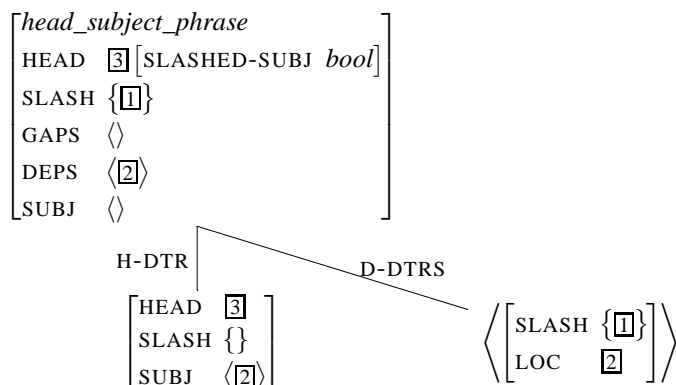 head_subject_phrase
HEAD 3 [SLASHED-SUBJ bool]
SLASH {1}
GAPS ⟨⟩
DEPS ⟨2⟩
SUBJ ⟨⟩
H-DTR D-DTRS
HEAD 3
SLASH {}
SUBJ ⟨2⟩
SLASH {1}
LOC 2